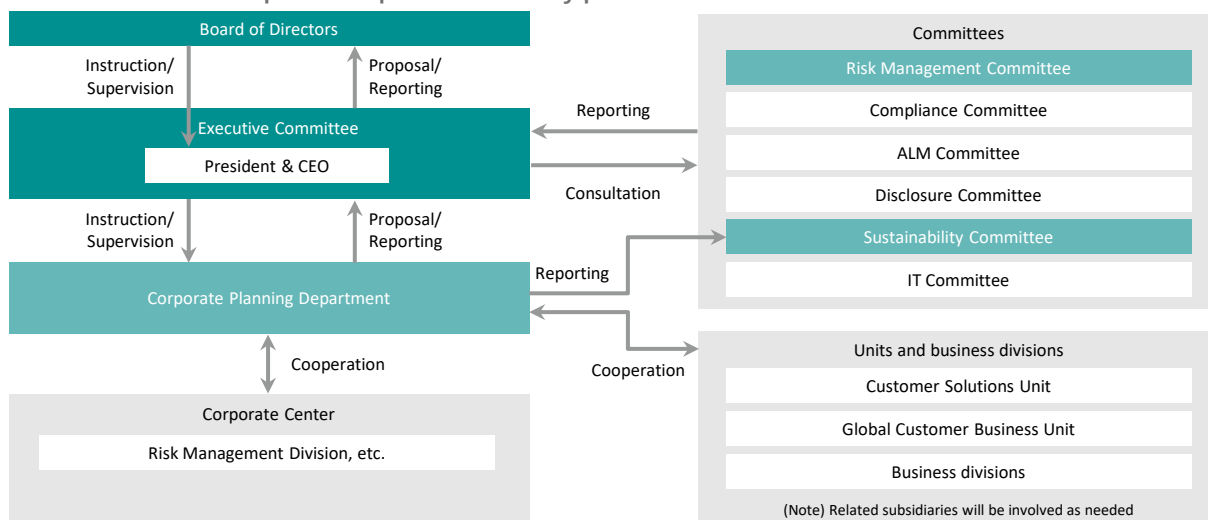 Board of Directors
Instruction/
Supervision
Proposal/
Reporting
Executive Committee
President & CEO
Instruction/
Supervision
Proposal/
Reporting
Corporate Planning Department
Cooperation
Corporate Center
Risk Management Division, etc.
Reporting
Consultation
Reporting
Cooperation
Committees
Risk Management Committee
Compliance Committee
ALM Committee
Disclosure Committee
Sustainability Committee
IT Committee
Units and business divisions
Customer Solutions Unit
Global Customer Business Unit
Business divisions
(Note) Related subsidiaries will be involved as needed